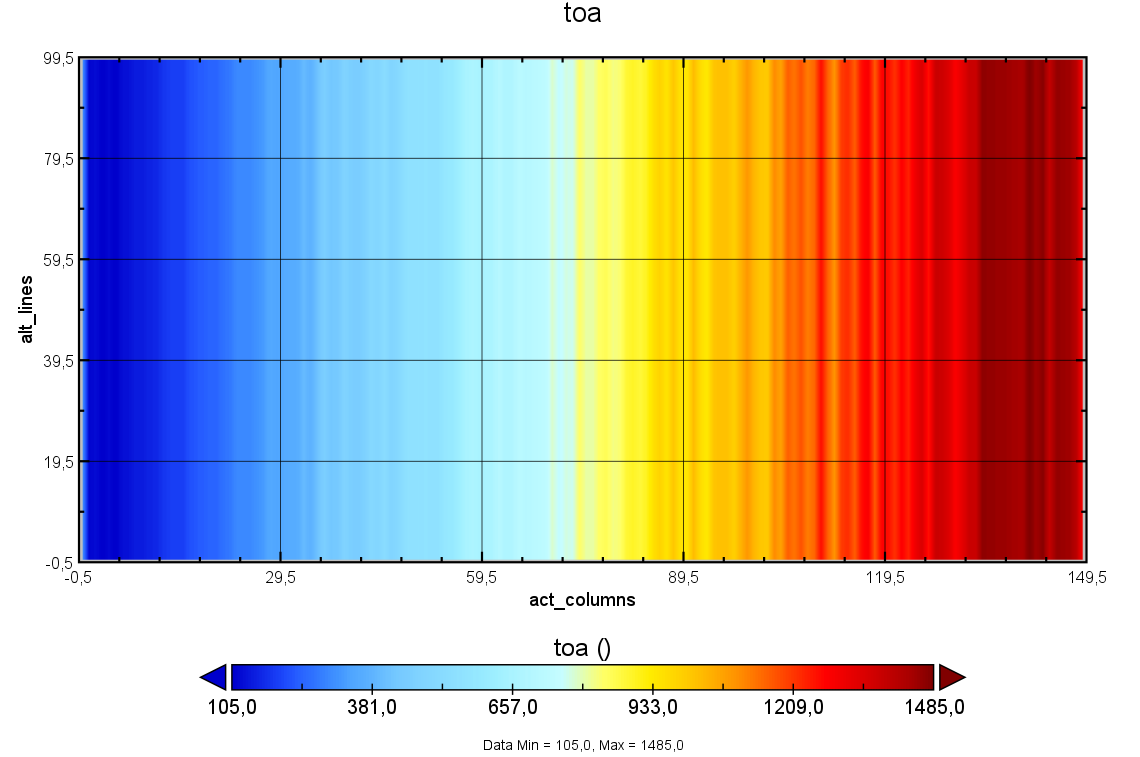 toa
99,5
79,5
59,5
39,5
19,5
-0,5
alt_lines
-0,5 29,5 59,5 89,5 119,5 149,5
act_columns
toa ()
105,0 381,0 657,0 933,0 1209,0 1485,0
Data Min = 105,0, Max = 1485,0